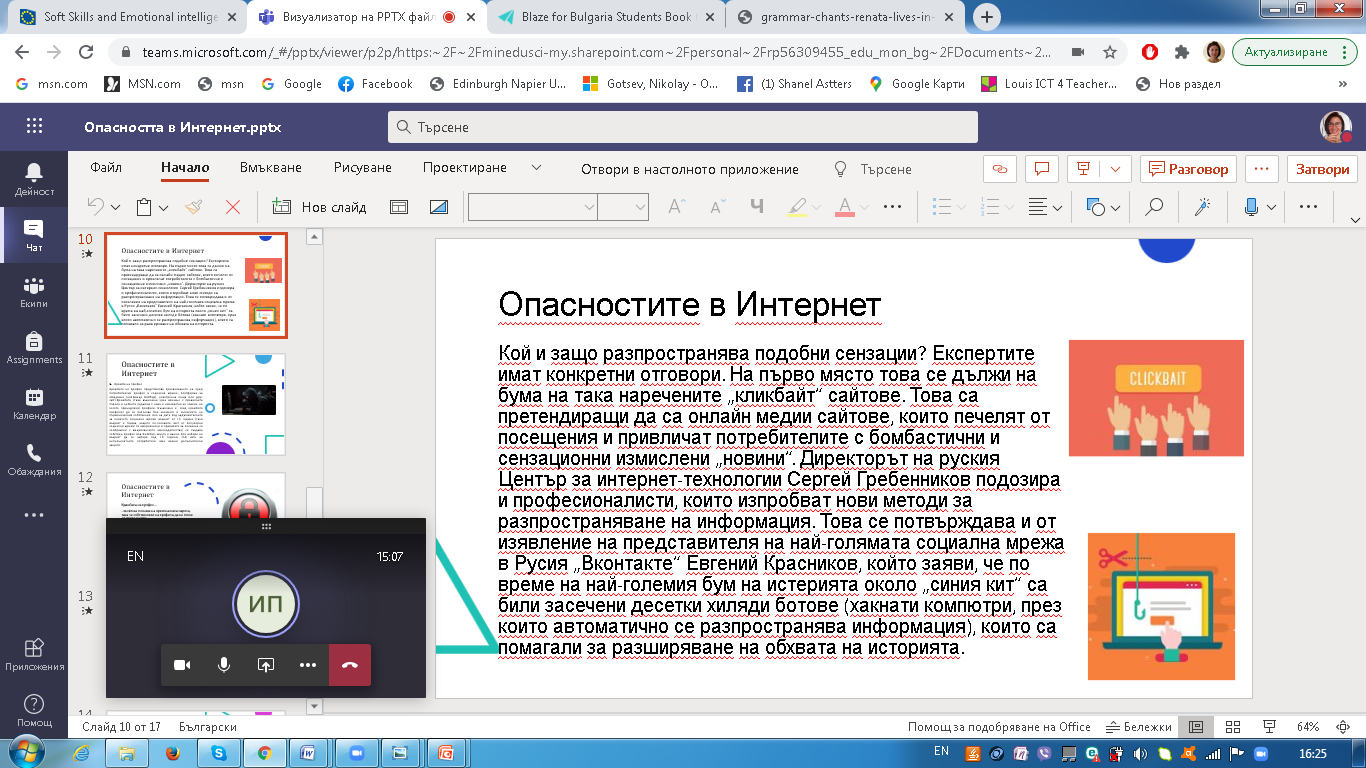 Soft Skills and Emotional intellige
Визуализатор на PPTX файл
Blaze for Bulgaria Students Book
grammar-chants-renata-lives-in-
teams.microsoft.com/_#/pptx/viewer/p2p/https:~2F~2Fminedusci-my.sharepoint.com~2Fpersonal~2Frp56309455_edu_mon_bg~2FDocuments~2...
Актуализиране
msn.com MSN.com msn Google Facebook Edinburgh Napier U... Gotsev, Nikolay - O... (1) Shanel Astters Google Карти Louis ICT 4 Teacher... Нов раздел »
Опасността в Интернет.pptx
Търсене
Файл Начало Вмъкване Рисуване Проектиране Отвори в настолното приложение Търсене Разговор Затвори
Нов слайд
Дейност
Чат
Екипи
Assignments
Календар
Обаждания
Приложения
Помощ
10
Опасностите в Интернет
11
Опасностите в
Интернет
12
Опасностите в
Интернет
13
14
EN 15:07
ИП
Опасностите в Интернет
Кой и защо разпространява подобни сензации? Експертите
имат конкретни отговори. На първо място това се дължи на
бума на така наречените „кликбайт“ сайтове. Това са
претендиращи да са онлайн медии сайтове, които печелят от
посещения и привличат потребителите с бомбастични и
сензационни измислени „новини“. Директорът на руския
Център за интернет-технологии Сергей Гребенников подозира
и професионалисти, които изпробват нови методи за
разпространяване на информация. Това се потвърждава и от
изявление на представителя на най-голямата социална мрежа
в Русия „Вконтакте“ Евгений Красников, който заяви, че по
време на най-големия бум на истерията около „синия кит“ са
били засечени десетки хиляди ботове (хакнати компютри, през
които автоматично се разпространява информация), които са
помагали за разширяване на обхвата на историята.
CLICKBAIT
Слайд 10 от 17 Български
Помощ за подобряване на Office Бележки 64%
EN 16:25